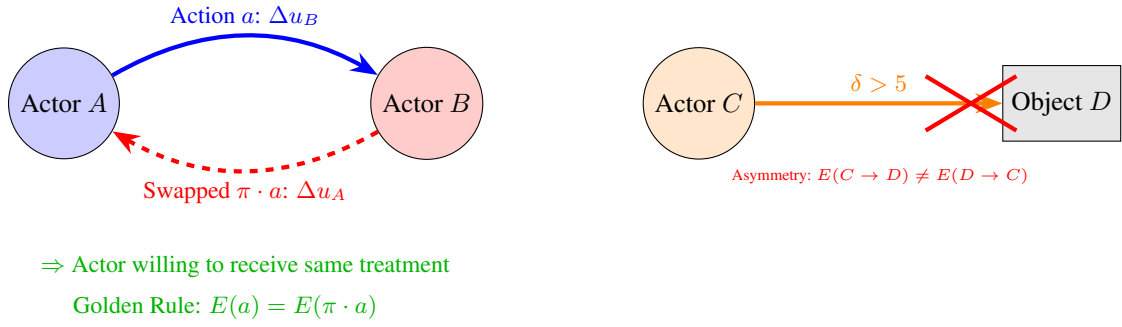 Action a: Δu_B
Actor A
Actor B
Swapped π · a: Δu_A
⇒ Actor willing to receive same treatment
Golden Rule: E(a) = E(π · a)
δ > 5
Actor C
Object D
Asymmetry: E(C → D) ≠ E(D → C)